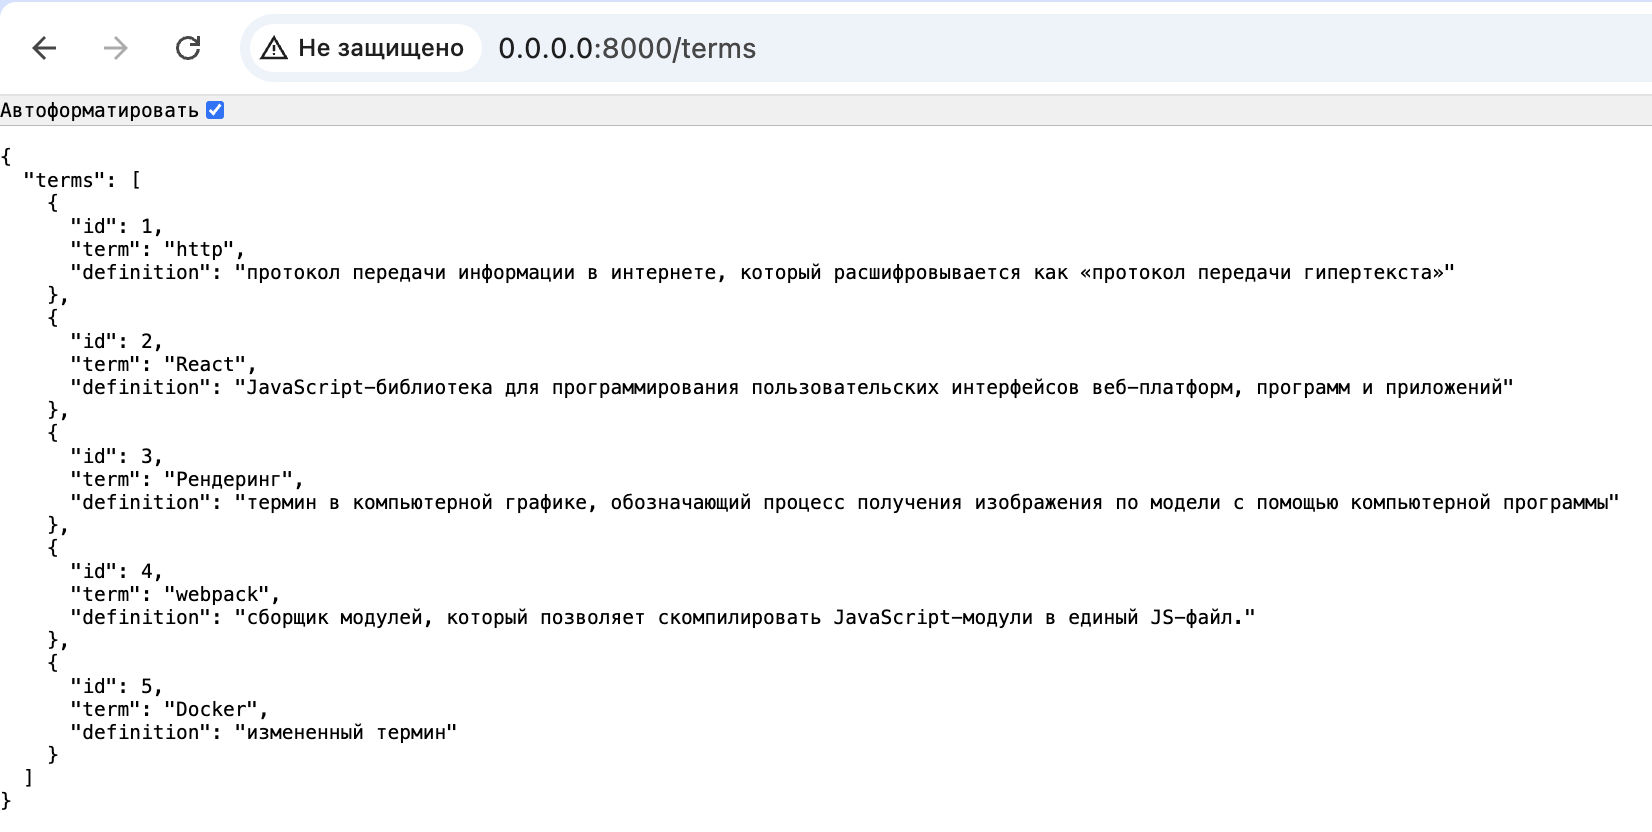 Не защищено 0.0.0.0:8000/terms
Автоформатировать
{
  "terms": [
    {
      "id": 1,
      "term": "http",
      "definition": "протокол передачи информации в интернете, который расшифровывается как «протокол передачи гипертекста»"
    },
    {
      "id": 2,
      "term": "React",
      "definition": "JavaScript-библиотека для программирования пользовательских интерфейсов веб-платформ, программ и приложений"
    },
    {
      "id": 3,
      "term": "Рендеринг",
      "definition": "термин в компьютерной графике, обозначающий процесс получения изображения по модели с помощью компьютерной программы"
    },
    {
      "id": 4,
      "term": "webpack",
      "definition": "сборщик модулей, который позволяет скомпилировать JavaScript-модули в единый JS-файл."
    },
    {
      "id": 5,
      "term": "Docker",
      "definition": "измененный термин"
    }
  ]
}